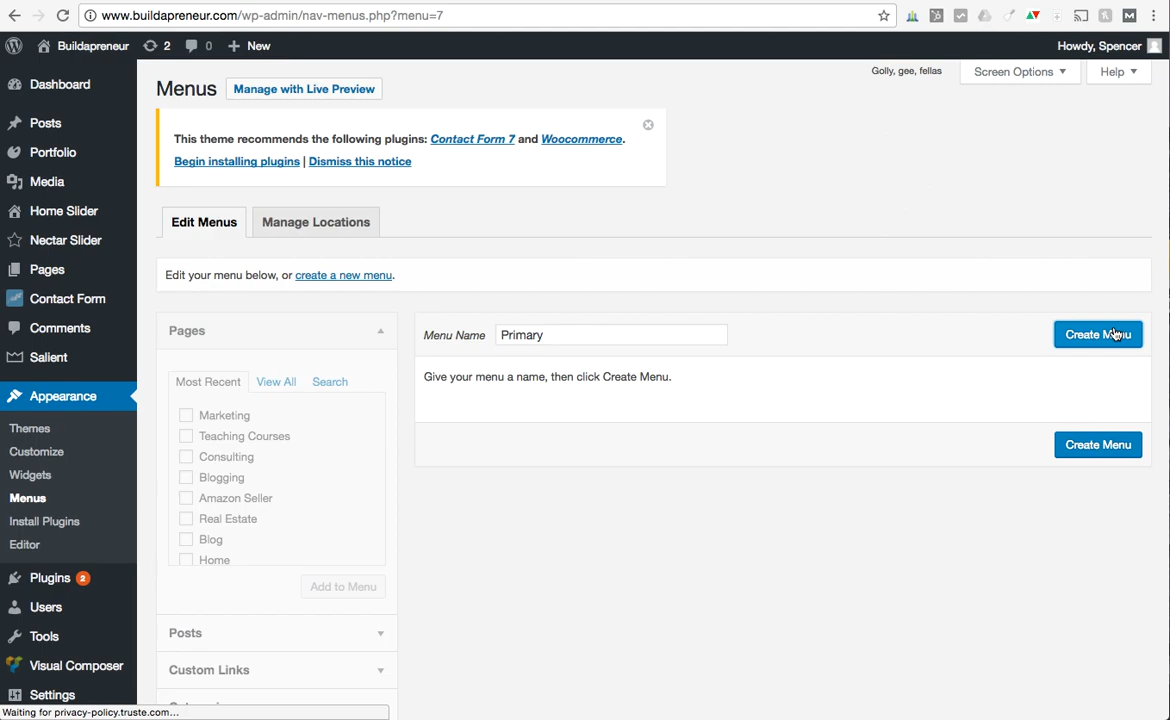 www.buildapreneur.com/wp-admin/nav-menus.php?menu=7
Buildapreneur 2 0 New Howdy, Spencer
Golly, gee, fellas Screen Options Help
Dashboard
Posts
Portfolio
Media
Home Slider
Nectar Slider
Pages
Contact Form
Comments
Salient
Appearance
Themes
Customize
Widgets
Menus
Install Plugins
Editor
Plugins 2
Users
Tools
Visual Composer
Settings
Menus Manage with Live Preview
This theme recommends the following plugins: Contact Form 7 and Woocommerce.
Begin installing plugins | Dismiss this notice
Edit Menus Manage Locations
Edit your menu below, or create a new menu.
Pages
Most Recent View All Search
Marketing
Teaching Courses
Consulting
Blogging
Amazon Seller
Real Estate
Blog
Home
Add to Menu
Posts
Custom Links
Menu Name Primary Create Menu
Give your menu a name, then click Create Menu.
Create Menu
Waiting for privacy-policy.truste.com...